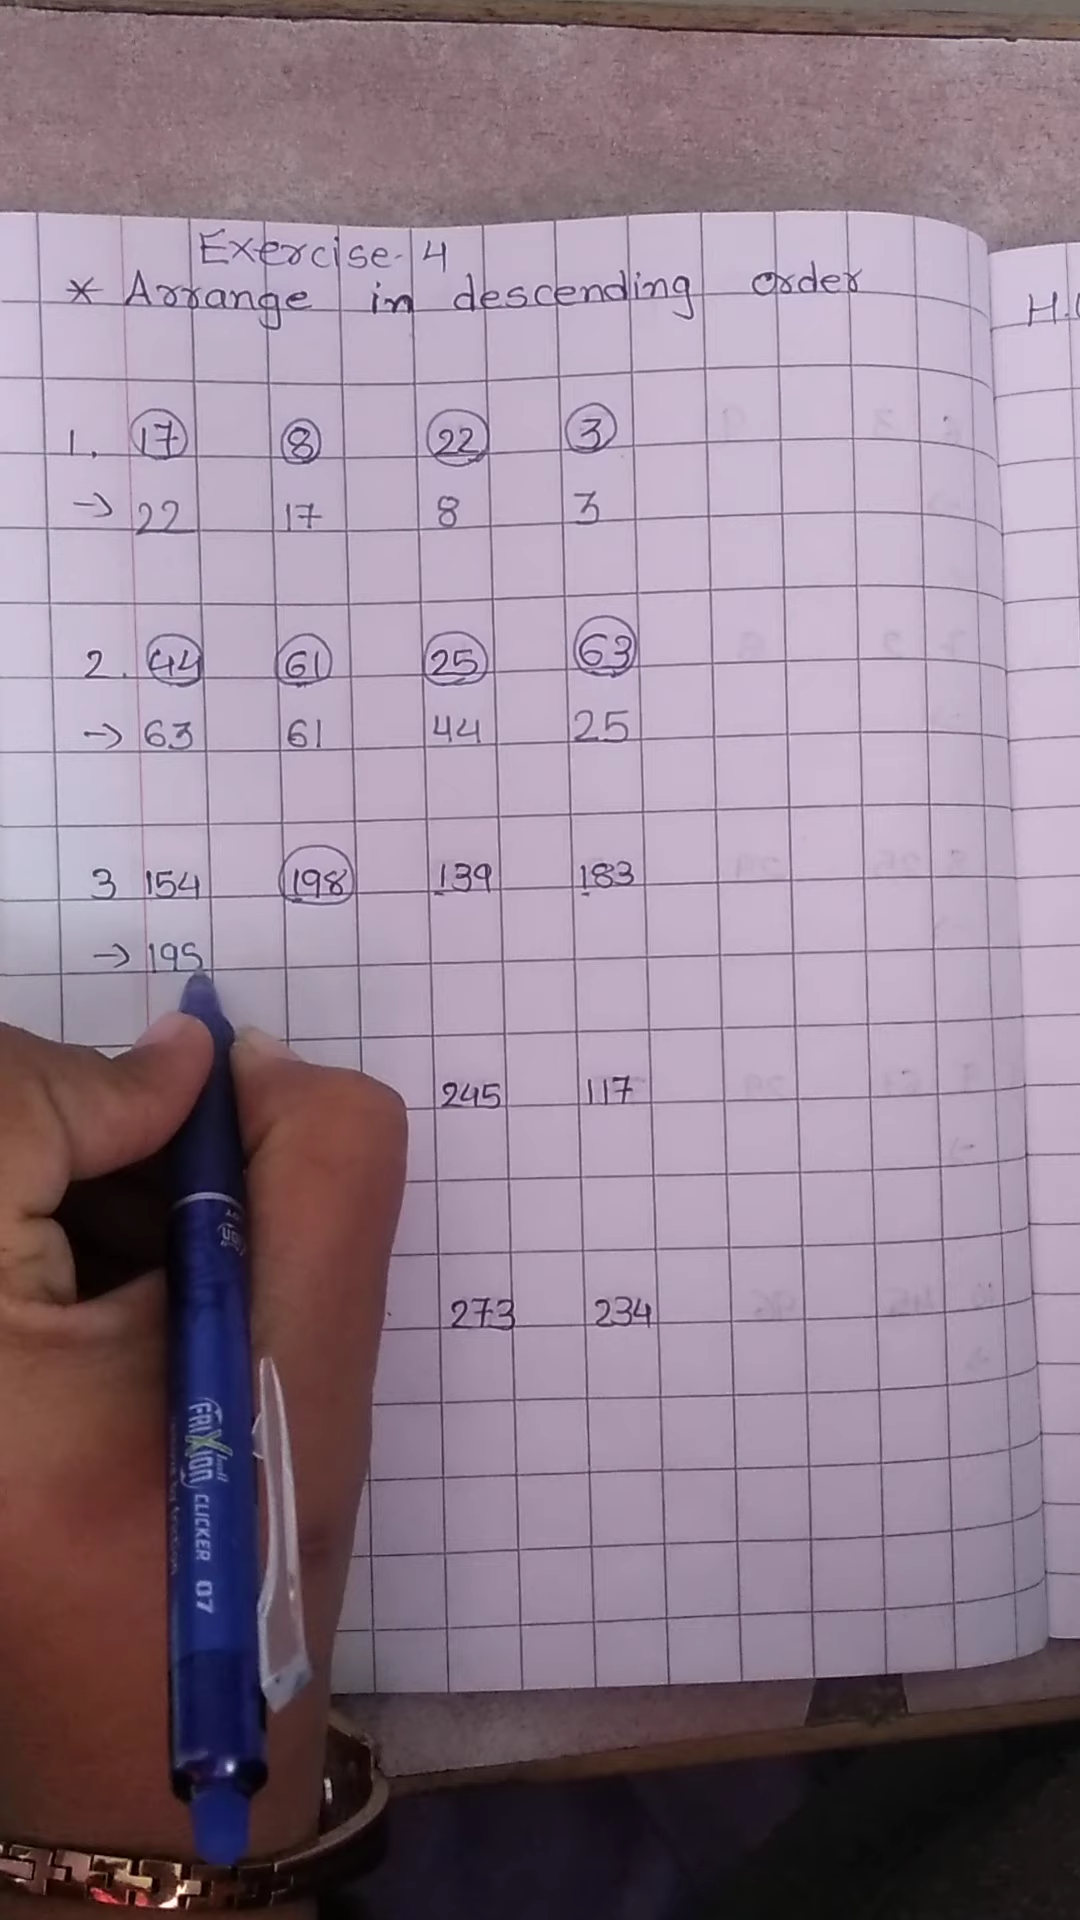 Exercise-4
* Arrange in descending order
H.
1. 17 8 22 3
→ 22 17 8 3
2. 44 61 25 63
→ 63 61 44 25
3 154 198 139 183
→ 195
245 117
273 234
FRIXION ball CLICKER 07